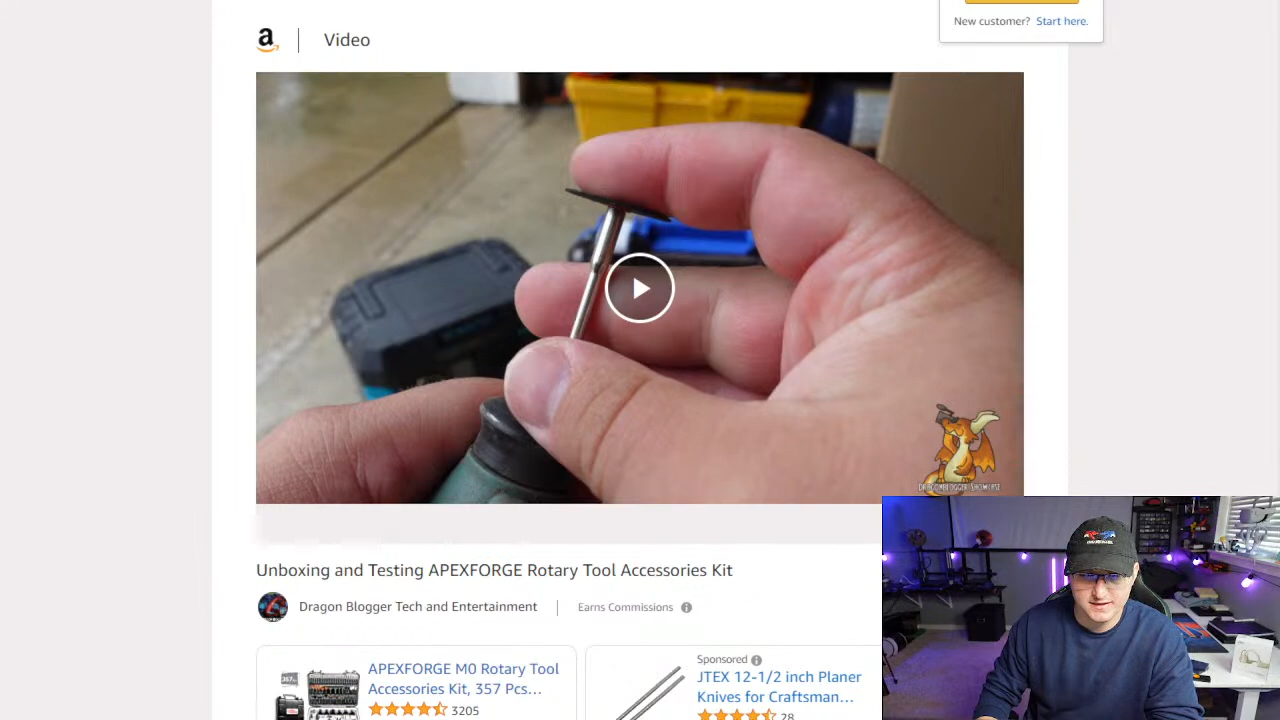 New customer? Start here.
a
Video
DRAGONBLOGGER SHOWCASE
Unboxing and Testing APEXFORGE Rotary Tool Accessories Kit
Dragon Blogger Tech and Entertainment
Earns Commissions
APEXFORGE M0 Rotary Tool
Accessories Kit, 357 Pcs...
3205
Sponsored
JTEX 12-1/2 inch Planer
Knives for Craftsman...
28